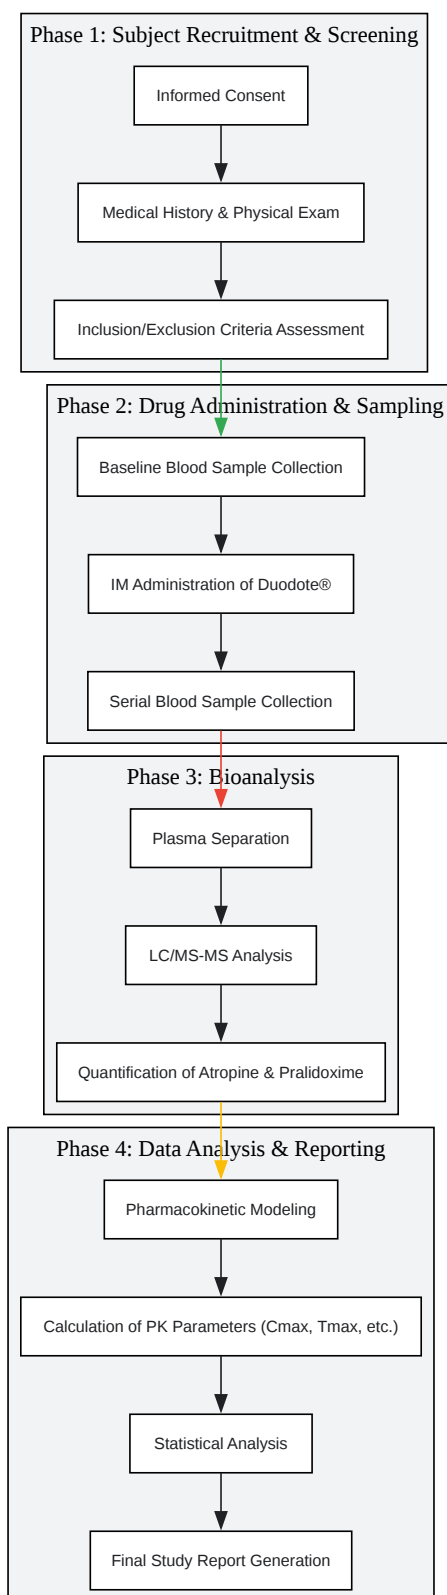 Phase 1: Subject Recruitment & Screening
Informed Consent
Medical History & Physical Exam
Inclusion/Exclusion Criteria Assessment
Phase 2: Drug Administration & Sampling
Baseline Blood Sample Collection
IM Administration of Duodote®
Serial Blood Sample Collection
Phase 3: Bioanalysis
Plasma Separation
LC/MS-MS Analysis
Quantification of Atropine & Pralidoxime
Phase 4: Data Analysis & Reporting
Pharmacokinetic Modeling
Calculation of PK Parameters (Cmax, Tmax, etc.)
Statistical Analysis
Final Study Report Generation